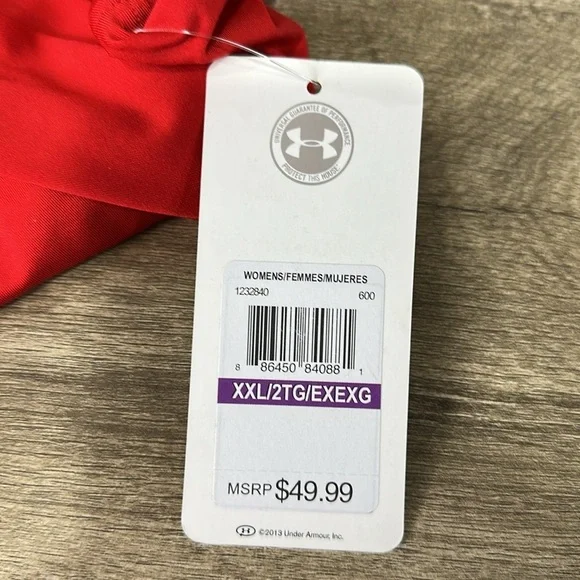 UNIVERSAL GUARANTEE OF PERFORMANCE
PROTECT THIS HOUSE
WOMENS/FEMMES/MUJERES
1232840 600
8 86450 84088 1
XXL/2TG/EXEXG
MSRP $49.99
©2013 Under Armour, Inc.